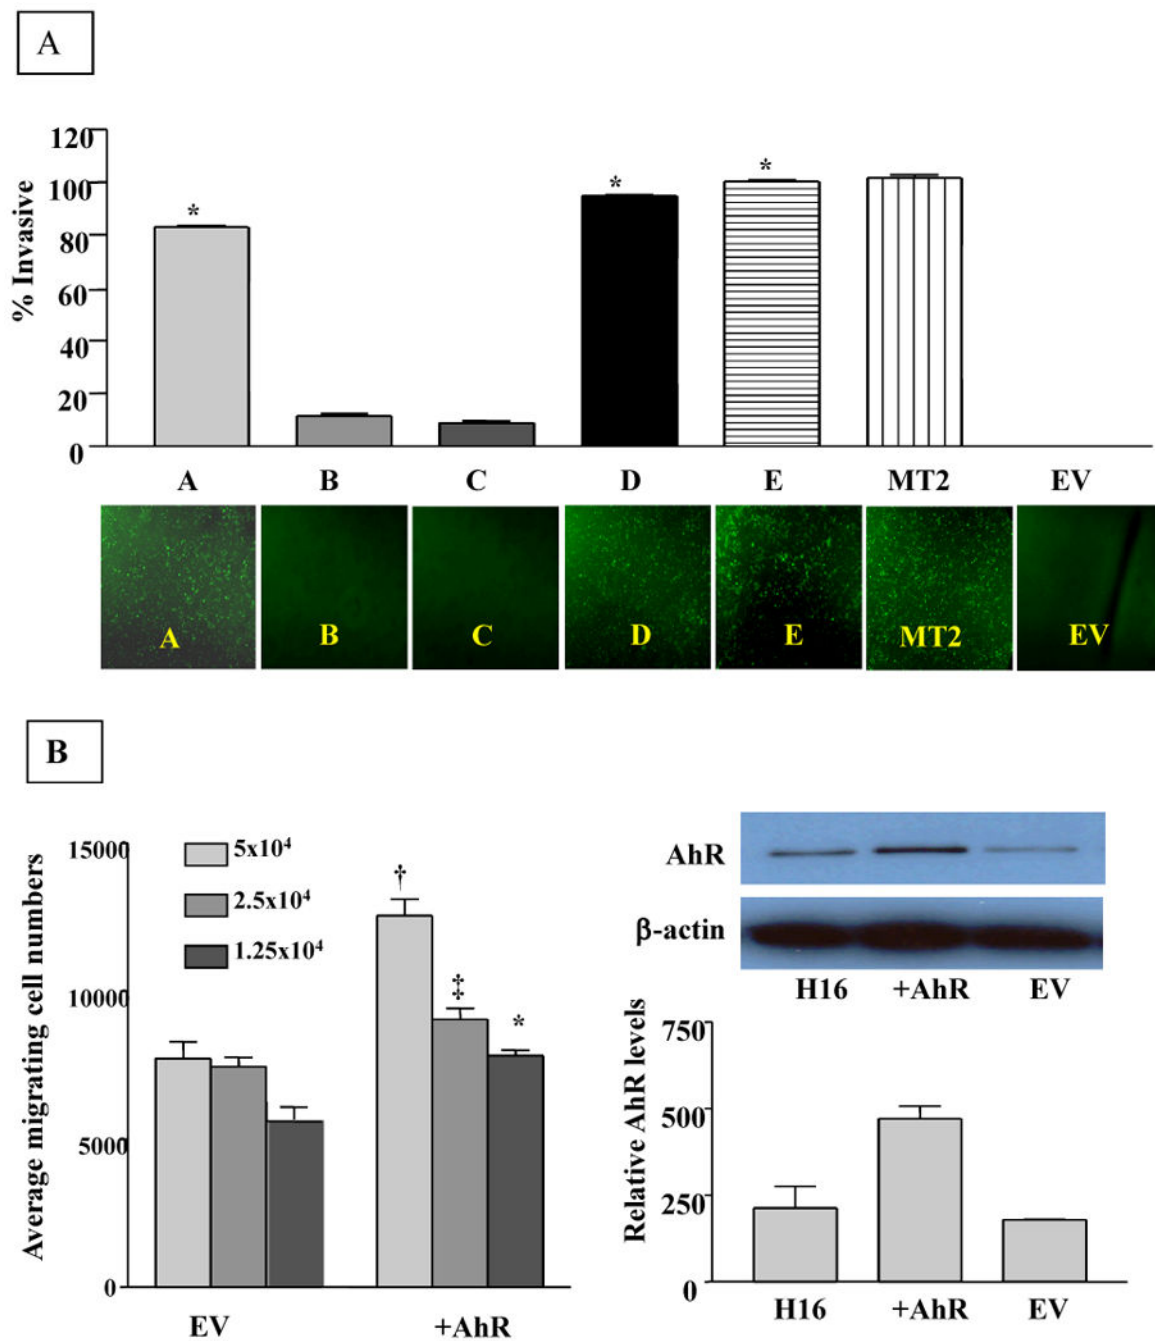 A
120
100
80
60
40
20
0
% Invasive
* * *
A B C D E MT2 EV
A B C D E MT2 EV
B
15000
10000
5000
0
Average migrating cell numbers
5x10⁴
2.5x10⁴
1.25x10⁴
† ‡ *
EV +AhR
AhR
β-actin
H16 +AhR EV
750
500
250
0
Relative AhR levels
H16 +AhR EV